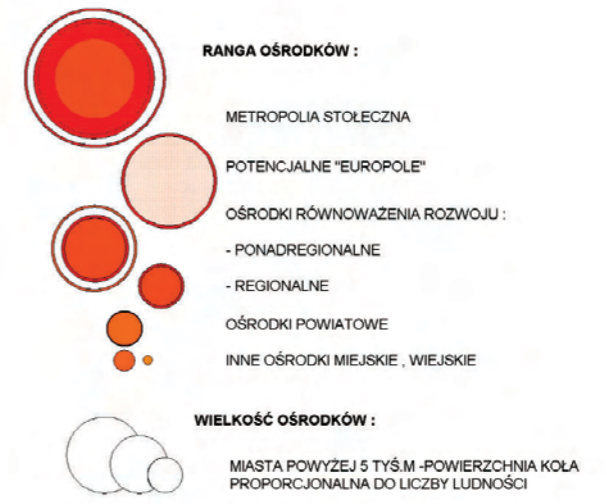 RANGA OŚRODKÓW :
METROPOLIA STOŁECZNA
POTENCJALNE "EUROPOLE"
OŚRODKI RÓWNOWAŻENIA ROZWOJU :
- PONADREGIONALNE
- REGIONALNE
OŚRODKI POWIATOWE
INNE OŚRODKI MIEJSKIE , WIEJSKIE
WIELKOŚĆ OŚRODKÓW :
MIASTA POWYŻEJ 5 TYŚ.M -POWIERZCHNIA KOŁA
PROPORCJONALNA DO LICZBY LUDNOŚCI